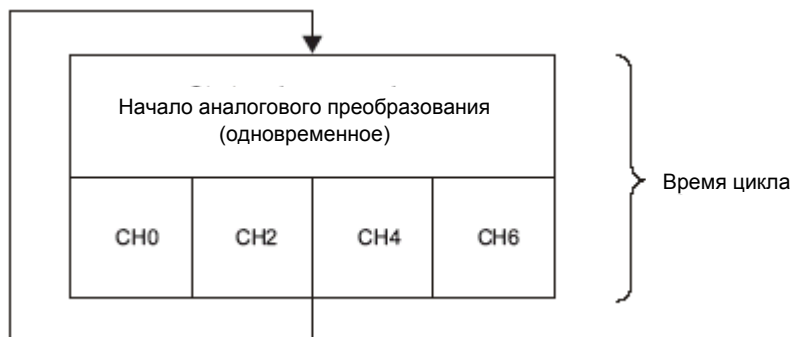 Начало аналогового преобразования
(одновременное)
Время цикла
CH0 CH2 CH4 CH6